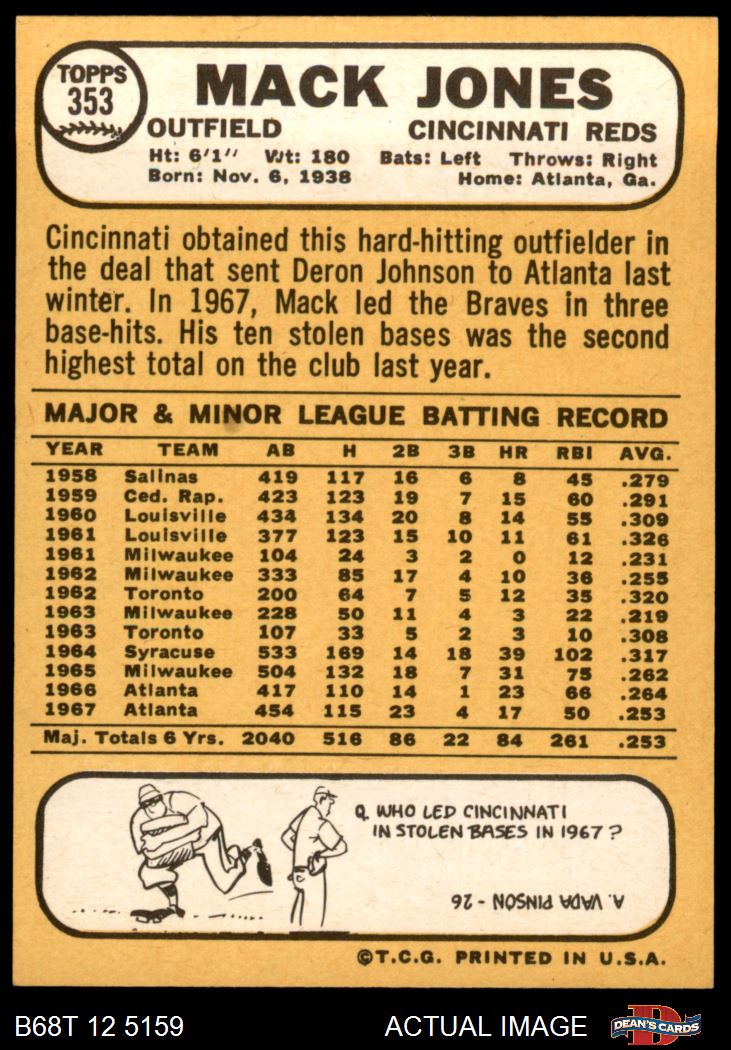 TOPPS
353
MACK JONES
OUTFIELD CINCINNATI REDS
Ht: 6'1" Wt: 180 Bats: Left Throws: Right
Born: Nov. 6, 1938 Home: Atlanta, Ga.
Cincinnati obtained this hard-hitting outfielder in
the deal that sent Deron Johnson to Atlanta last
winter. In 1967, Mack led the Braves in three
base-hits. His ten stolen bases was the second
highest total on the club last year.
MAJOR & MINOR LEAGUE BATTING RECORD
YEAR TEAM AB H 2B 3B HR RBI AVG.
1958 Salinas 419 117 16 6 8 45 .279
1959 Ced. Rap. 423 123 19 7 15 60 .291
1960 Louisville 434 134 20 8 14 55 .309
1961 Louisville 377 123 15 10 11 61 .326
1961 Milwaukee 104 24 3 2 0 12 .231
1962 Milwaukee 333 85 17 4 10 36 .255
1962 Toronto 200 64 7 5 12 35 .320
1963 Milwaukee 228 50 11 4 3 22 .219
1963 Toronto 107 33 5 2 3 10 .308
1964 Syracuse 533 169 14 18 39 102 .317
1965 Milwaukee 504 132 18 7 31 75 .262
1966 Atlanta 417 110 14 1 23 66 .264
1967 Atlanta 454 115 23 4 17 50 .253
Maj. Totals 6 Yrs. 2040 516 86 22 84 261 .253
Q. WHO LED CINCINNATI
IN STOLEN BASES IN 1967?
A. VADA PINSON - 26
©T.C.G. PRINTED IN U.S.A.
B68T 12 5159 ACTUAL IMAGE D
DEAN'S CARDS